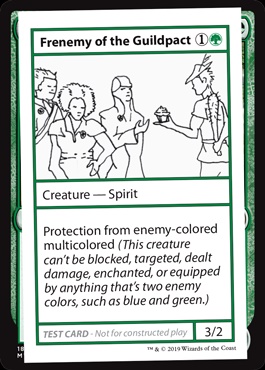 Frenemy of the Guildpact 1
Creature — Spirit
Protection from enemy-colored
multicolored (This creature
can't be blocked, targeted, dealt
damage, enchanted, or equipped
by anything that's two enemy
colors, such as blue and green.)
TEST CARD - Not for constructed play
3/2
18
M
™ & © 2019 Wizards of the Coast